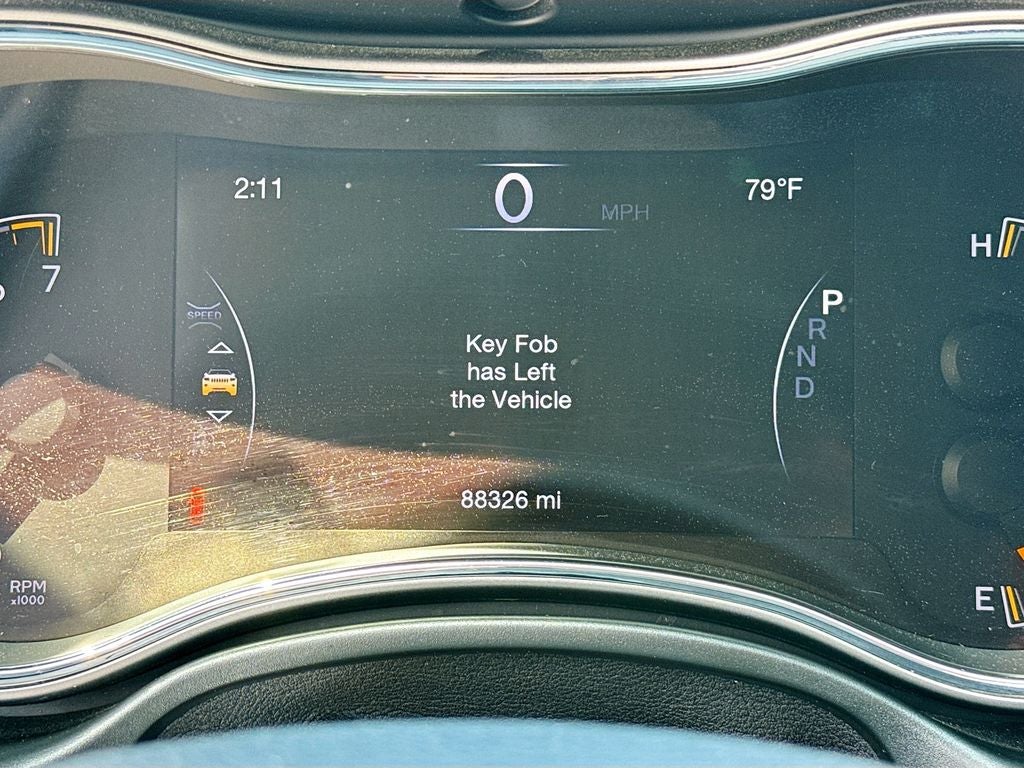 2:11
0
MPH
79°F
7
H
SPEED
P
R
N
D
Key Fob
has Left
the Vehicle
88326 mi
RPM
x1000
E